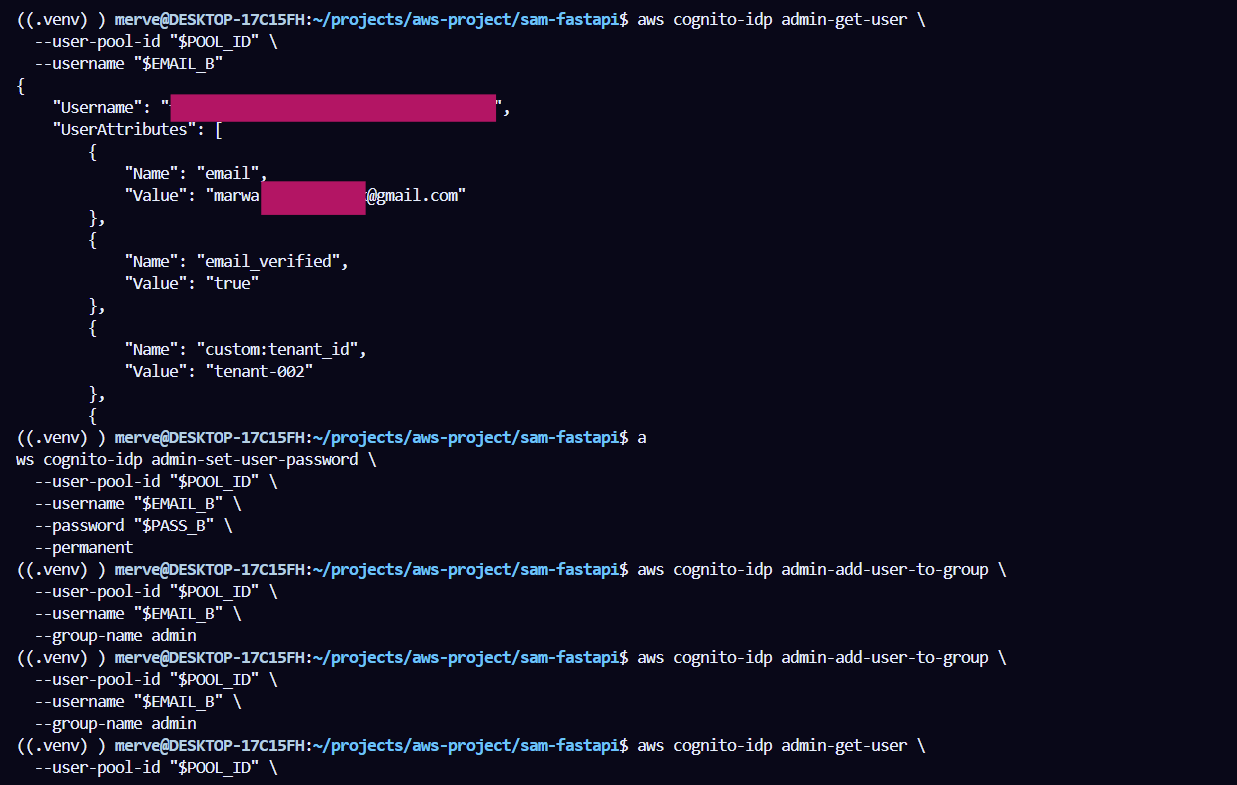 ((.venv) ) merve@DESKTOP-17C15FH:~/projects/aws-project/sam-fastapi$ aws cognito-idp admin-get-user \
  --user-pool-id "$POOL_ID" \
  --username "$EMAIL_B"
{
    "Username": "                                    ",
    "UserAttributes": [
        {
            "Name": "email",
            "Value": "marwa            @gmail.com"
        },
        {
            "Name": "email_verified",
            "Value": "true"
        },
        {
            "Name": "custom:tenant_id",
            "Value": "tenant-002"
        },
        {
((.venv) ) merve@DESKTOP-17C15FH:~/projects/aws-project/sam-fastapi$ a
ws cognito-idp admin-set-user-password \
  --user-pool-id "$POOL_ID" \
  --username "$EMAIL_B" \
  --password "$PASS_B" \
  --permanent
((.venv) ) merve@DESKTOP-17C15FH:~/projects/aws-project/sam-fastapi$ aws cognito-idp admin-add-user-to-group \
  --user-pool-id "$POOL_ID" \
  --username "$EMAIL_B" \
  --group-name admin
((.venv) ) merve@DESKTOP-17C15FH:~/projects/aws-project/sam-fastapi$ aws cognito-idp admin-add-user-to-group \
  --user-pool-id "$POOL_ID" \
  --username "$EMAIL_B" \
  --group-name admin
((.venv) ) merve@DESKTOP-17C15FH:~/projects/aws-project/sam-fastapi$ aws cognito-idp admin-get-user \
  --user-pool-id "$POOL_ID" \